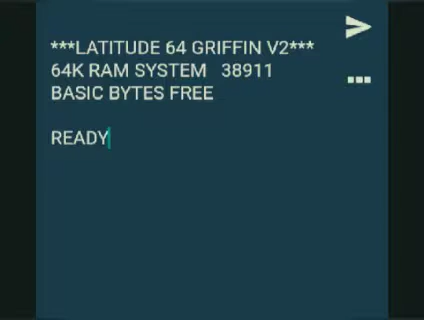 ***LATITUDE 64 GRIFFIN V2***
64K RAM SYSTEM   38911
BASIC BYTES FREE
READY